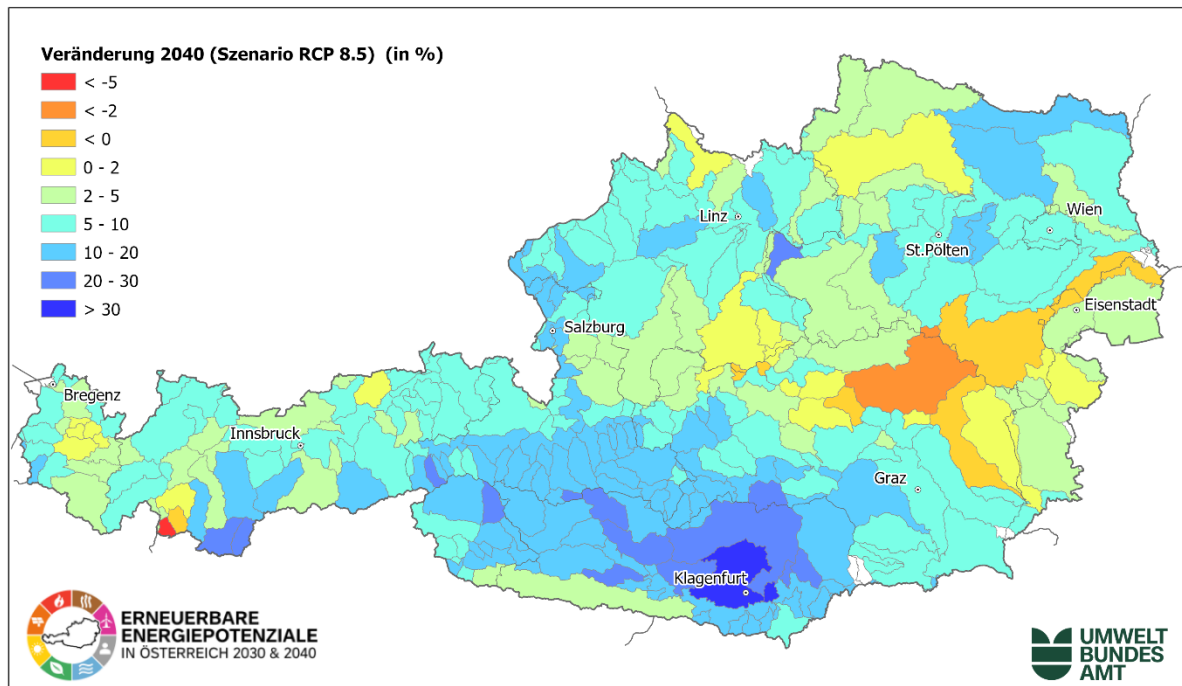 Veränderung 2040 (Szenario RCP 8.5) (in %)
< -5
< -2
< 0
0 - 2
2 - 5
5 - 10
10 - 20
20 - 30
> 30
Linz
Wien
St.Pölten
Eisenstadt
Salzburg
Bregenz
Innsbruck
Graz
Klagenfurt
ERNEUERBARE
ENERGIEPOTENZIALE
IN ÖSTERREICH 2030 & 2040
UMWELT
BUNDES
AMT